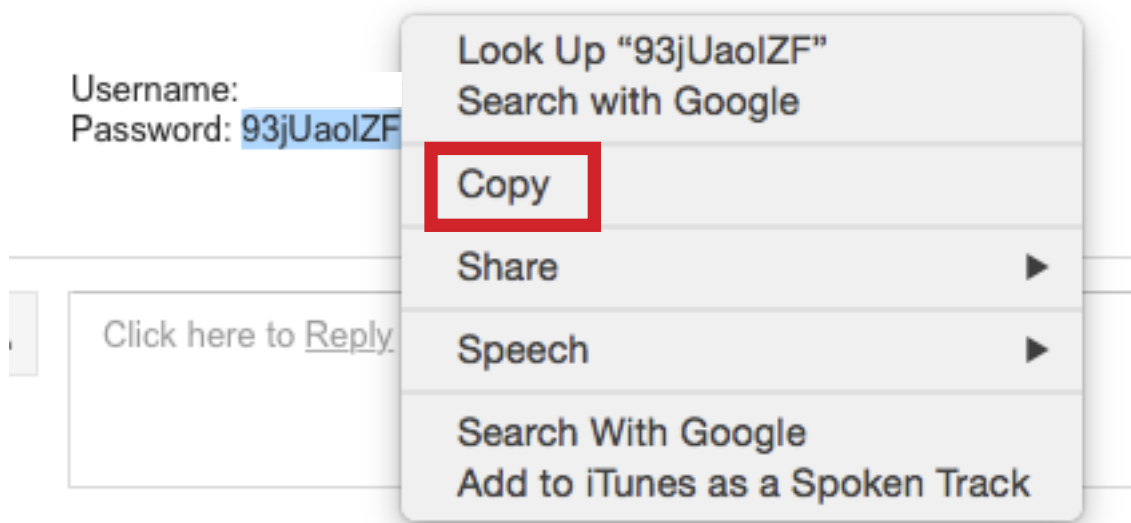 Username:
Password: 93jUaolZF
Look Up “93jUaolZF”
Search with Google
Copy
Share
Speech
Search With Google
Add to iTunes as a Spoken Track
Click here to Reply